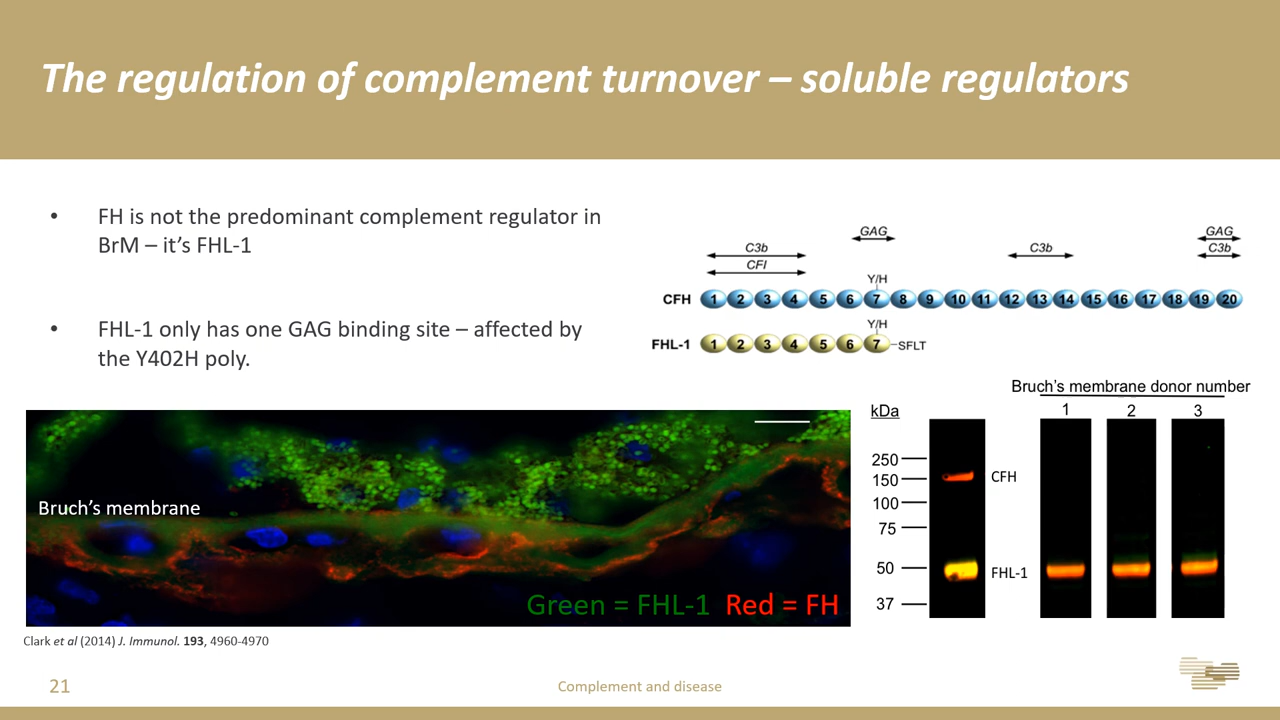 The regulation of complement turnover – soluble regulators
• FH is not the predominant complement regulator in
BrM – it's FHL-1
• FHL-1 only has one GAG binding site – affected by
the Y402H poly.
GAG GAG
C3b C3b C3b
CFI
Y/H
CFH 1 2 3 4 5 6 7 8 9 10 11 12 13 14 15 16 17 18 19 20
Y/H
FHL-1 1 2 3 4 5 6 7 SFLT
Bruch's membrane
Green = FHL-1 Red = FH
Bruch's membrane donor number
kDa 1 2 3
250
150 CFH
100
75
50 FHL-1
37
Clark et al (2014) J. Immunol. 193, 4960-4970
21 Complement and disease